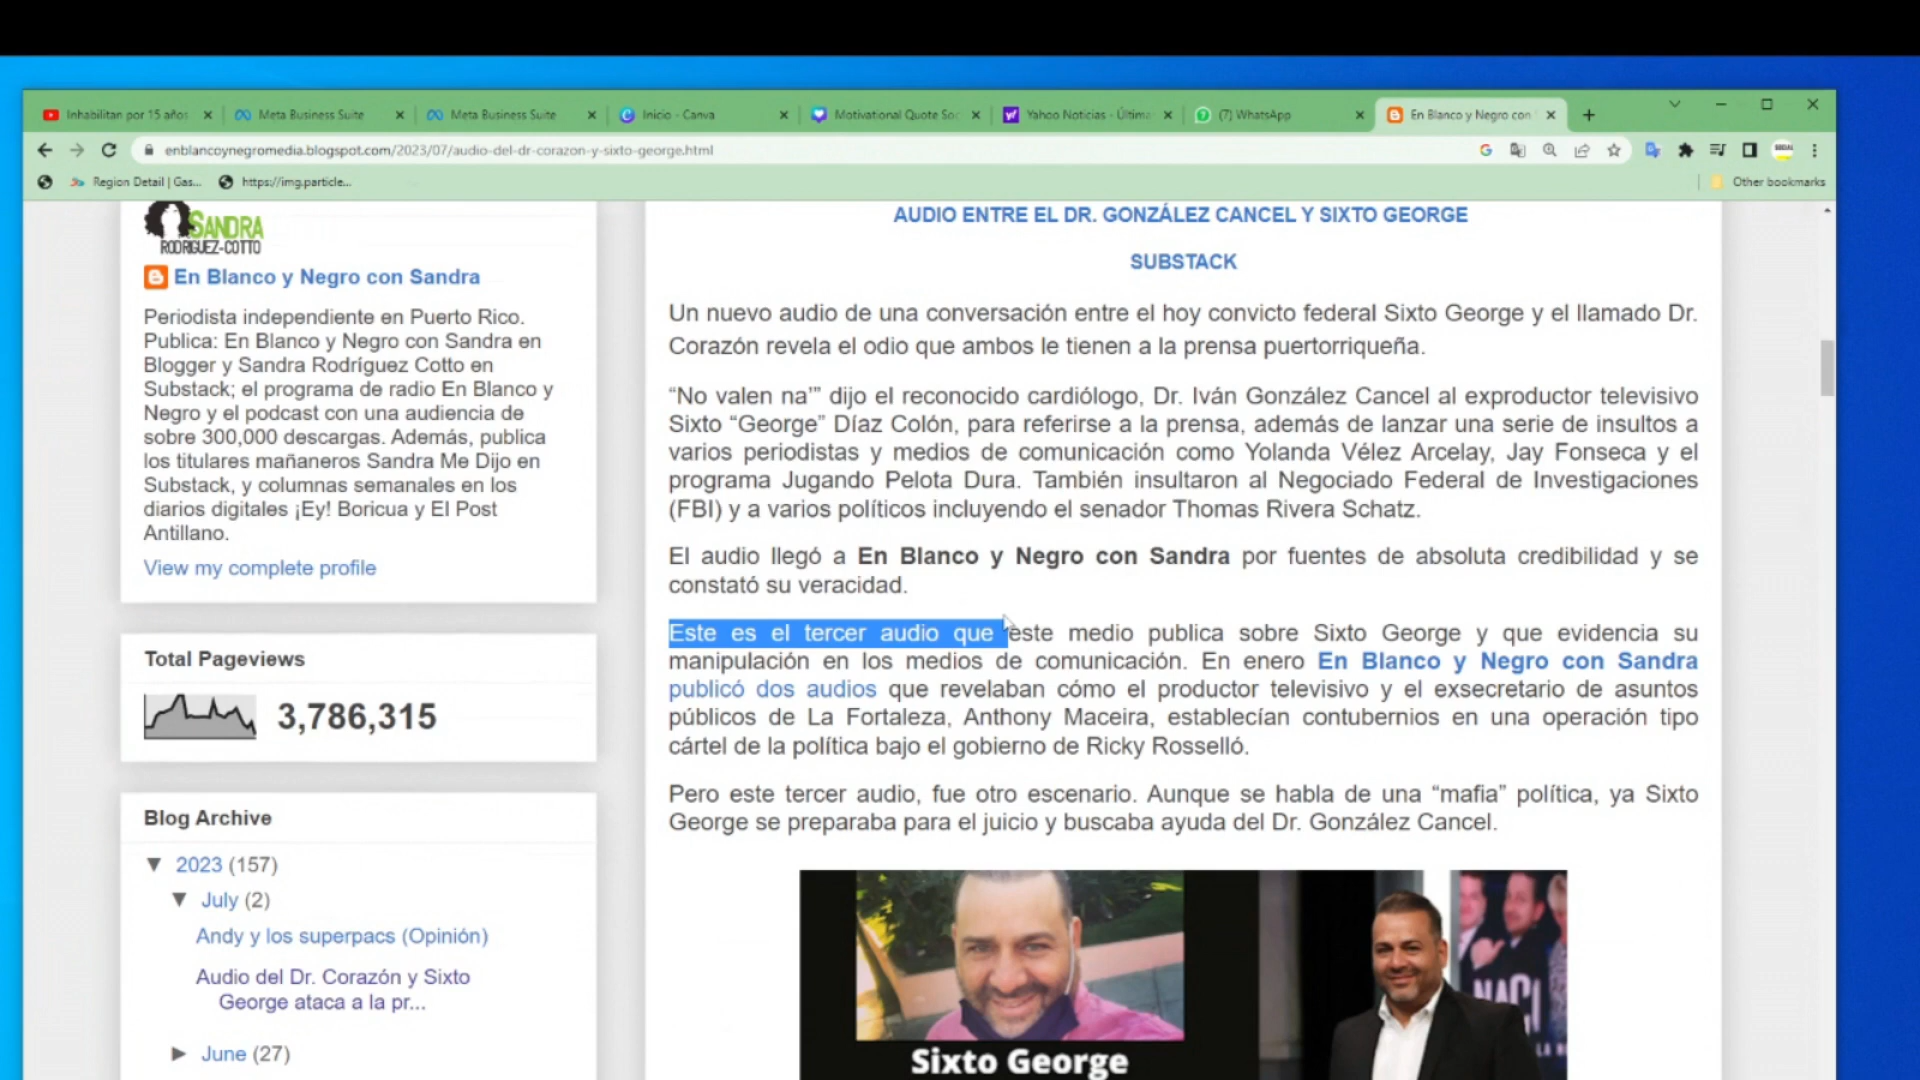 Inhabilitan por 15 años
Meta Business Suite
Meta Business Suite
Inicio - Canva
Motivational Quote Soc
Yahoo Noticias - Última
(7) WhatsApp
En Blanco y Negro con
enblancoynegromedia.blogspot.com/2023/07/audio-del-dr-corazon-y-sixto-george.html
Region Detail | Gas...
https://img.particle...
Other bookmarks
SANDRA
RODRIGUEZ-COTTO
En Blanco y Negro con Sandra
Periodista independiente en Puerto Rico.
Publica: En Blanco y Negro con Sandra en
Blogger y Sandra Rodríguez Cotto en
Substack; el programa de radio En Blanco y
Negro y el podcast con una audiencia de
sobre 300,000 descargas. Además, publica
los titulares mañaneros Sandra Me Dijo en
Substack, y columnas semanales en los
diarios digitales ¡Ey! Boricua y El Post
Antillano.
View my complete profile
Total Pageviews
3,786,315
Blog Archive
▼ 2023 (157)
▼ July (2)
Andy y los superpacs (Opinión)
Audio del Dr. Corazón y Sixto
George ataca a la pr...
► June (27)
AUDIO ENTRE EL DR. GONZÁLEZ CANCEL Y SIXTO GEORGE
SUBSTACK
Un nuevo audio de una conversación entre el hoy convicto federal Sixto George y el llamado Dr.
Corazón revela el odio que ambos le tienen a la prensa puertorriqueña.
“No valen na’” dijo el reconocido cardiólogo, Dr. Iván González Cancel al exproductor televisivo
Sixto “George” Díaz Colón, para referirse a la prensa, además de lanzar una serie de insultos a
varios periodistas y medios de comunicación como Yolanda Vélez Arcelay, Jay Fonseca y el
programa Jugando Pelota Dura. También insultaron al Negociado Federal de Investigaciones
(FBI) y a varios políticos incluyendo el senador Thomas Rivera Schatz.
El audio llegó a En Blanco y Negro con Sandra por fuentes de absoluta credibilidad y se
constató su veracidad.
Este es el tercer audio que este medio publica sobre Sixto George y que evidencia su
manipulación en los medios de comunicación. En enero En Blanco y Negro con Sandra
publicó dos audios que revelaban cómo el productor televisivo y el exsecretario de asuntos
públicos de La Fortaleza, Anthony Maceira, establecían contubernios en una operación tipo
cártel de la política bajo el gobierno de Ricky Rosselló.
Pero este tercer audio, fue otro escenario. Aunque se habla de una “mafia” política, ya Sixto
George se preparaba para el juicio y buscaba ayuda del Dr. González Cancel.
Sixto George